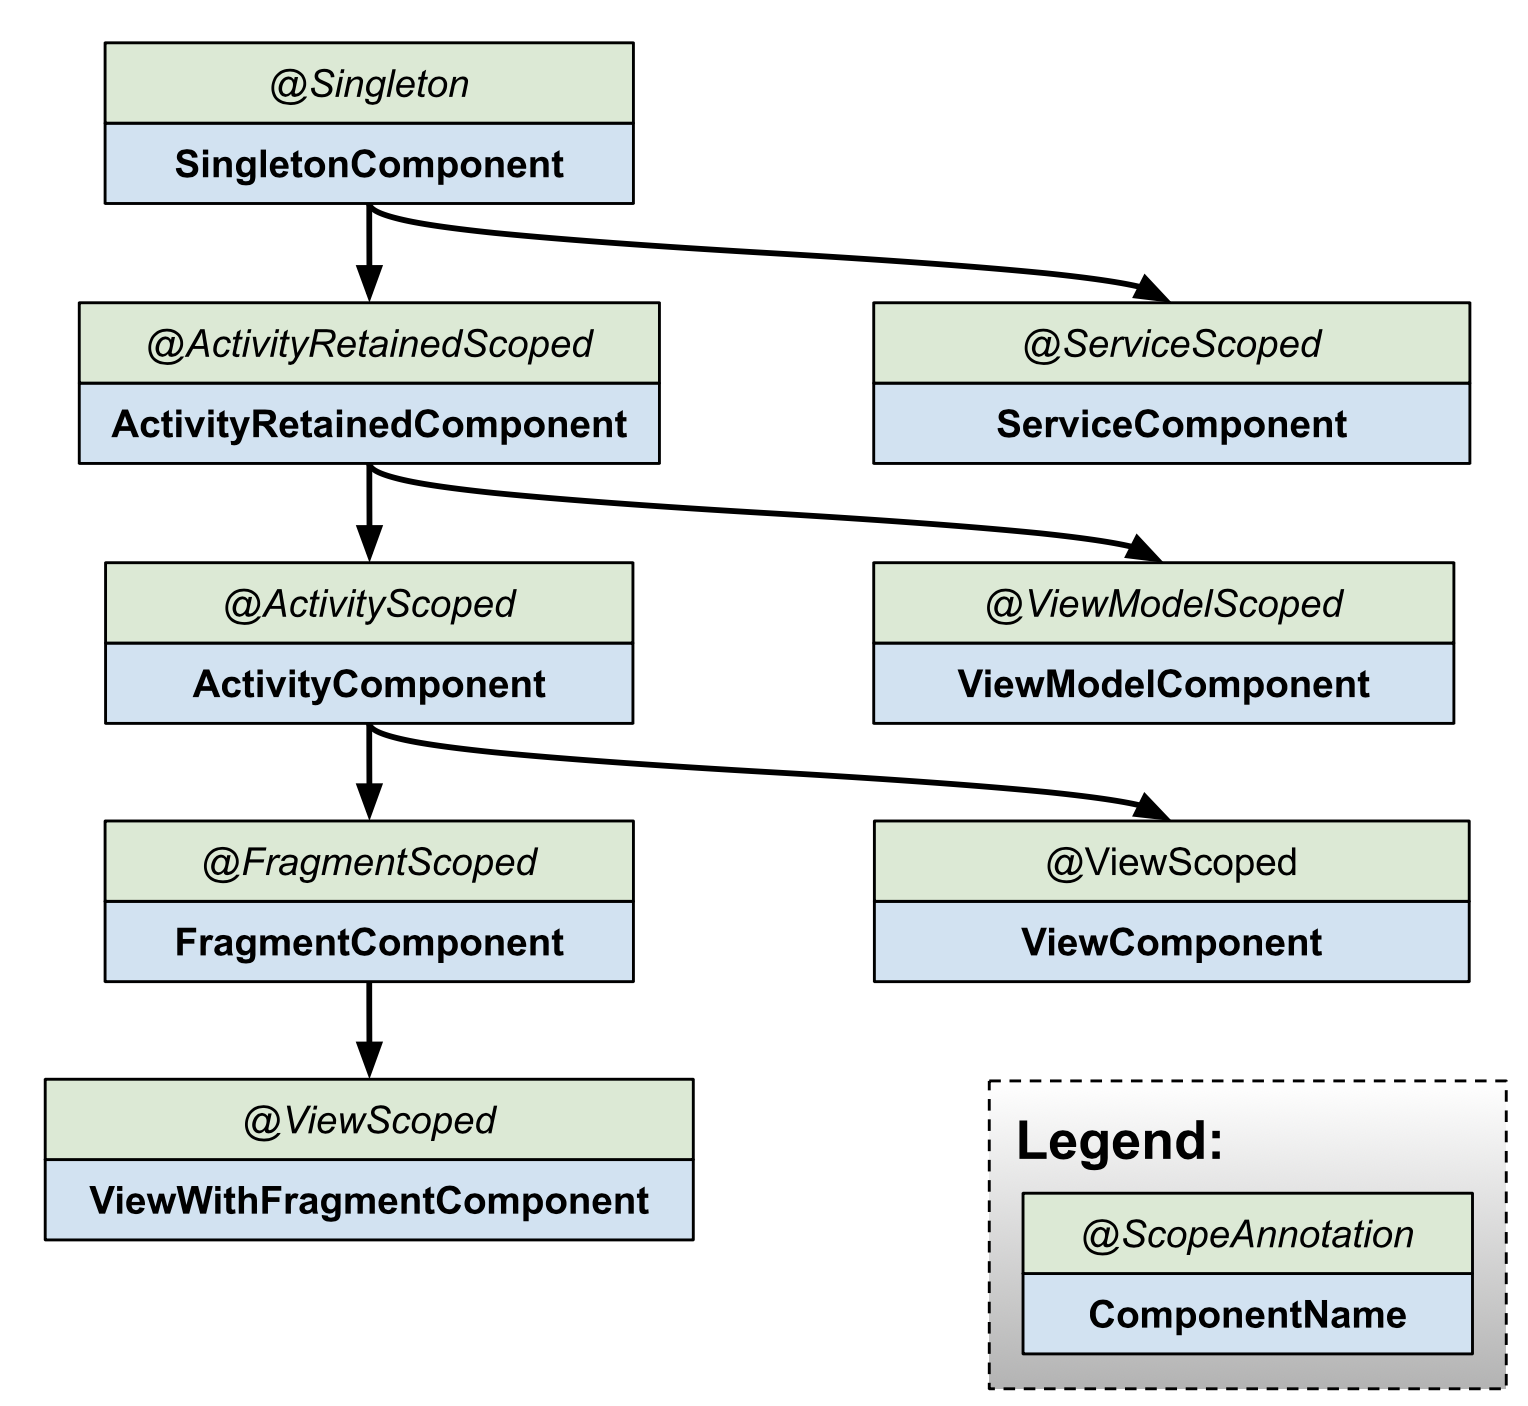 @Singleton
SingletonComponent
@ActivityRetainedScoped
ActivityRetainedComponent
@ServiceScoped
ServiceComponent
@ActivityScoped
ActivityComponent
@ViewModelScoped
ViewModelComponent
@FragmentScoped
FragmentComponent
@ViewScoped
ViewComponent
@ViewScoped
ViewWithFragmentComponent
Legend:
@ScopeAnnotation
ComponentName